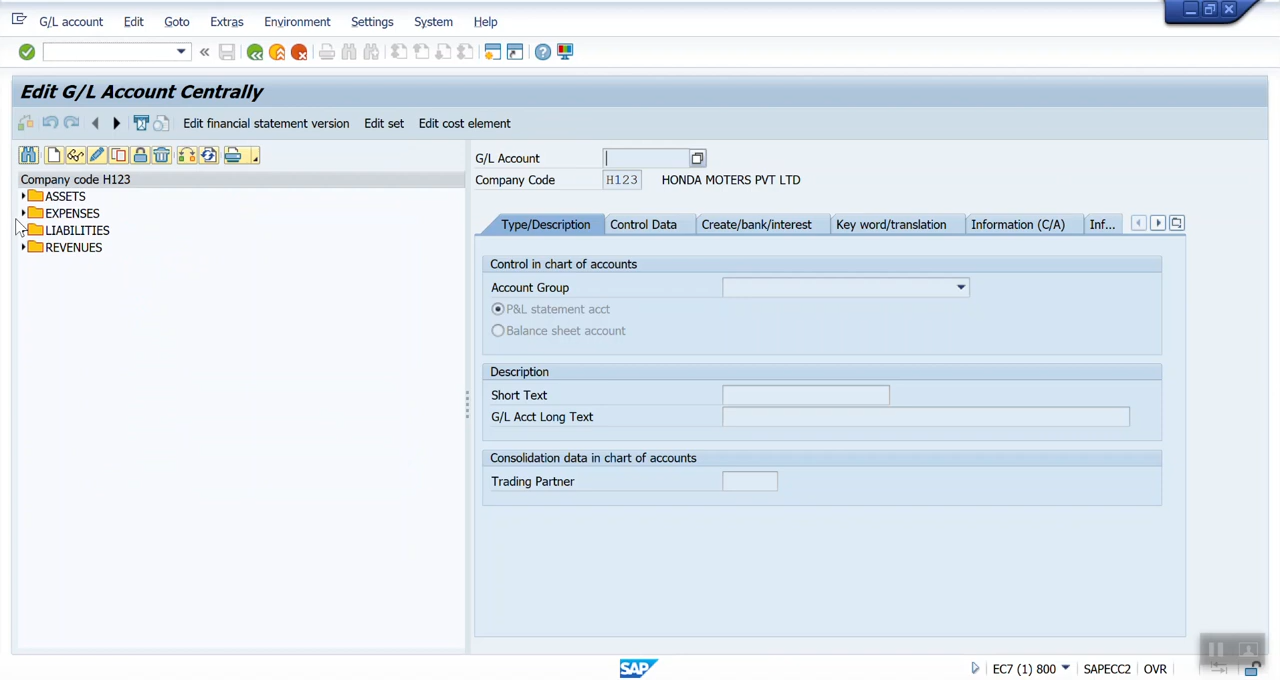 G/L account Edit Goto Extras Environment Settings System Help
Edit G/L Account Centrally
Edit financial statement version Edit set Edit cost element
Company code H123
ASSETS
EXPENSES
LIABILITIES
REVENUES
G/L Account
Company Code H123 HONDA MOTERS PVT LTD
Type/Description Control Data Create/bank/interest Key word/translation Information (C/A) Inf...
Control in chart of accounts
Account Group
P&L statement acct
Balance sheet account
Description
Short Text
G/L Acct Long Text
Consolidation data in chart of accounts
Trading Partner
SAP EC7 (1) 800 SAPECC2 OVR